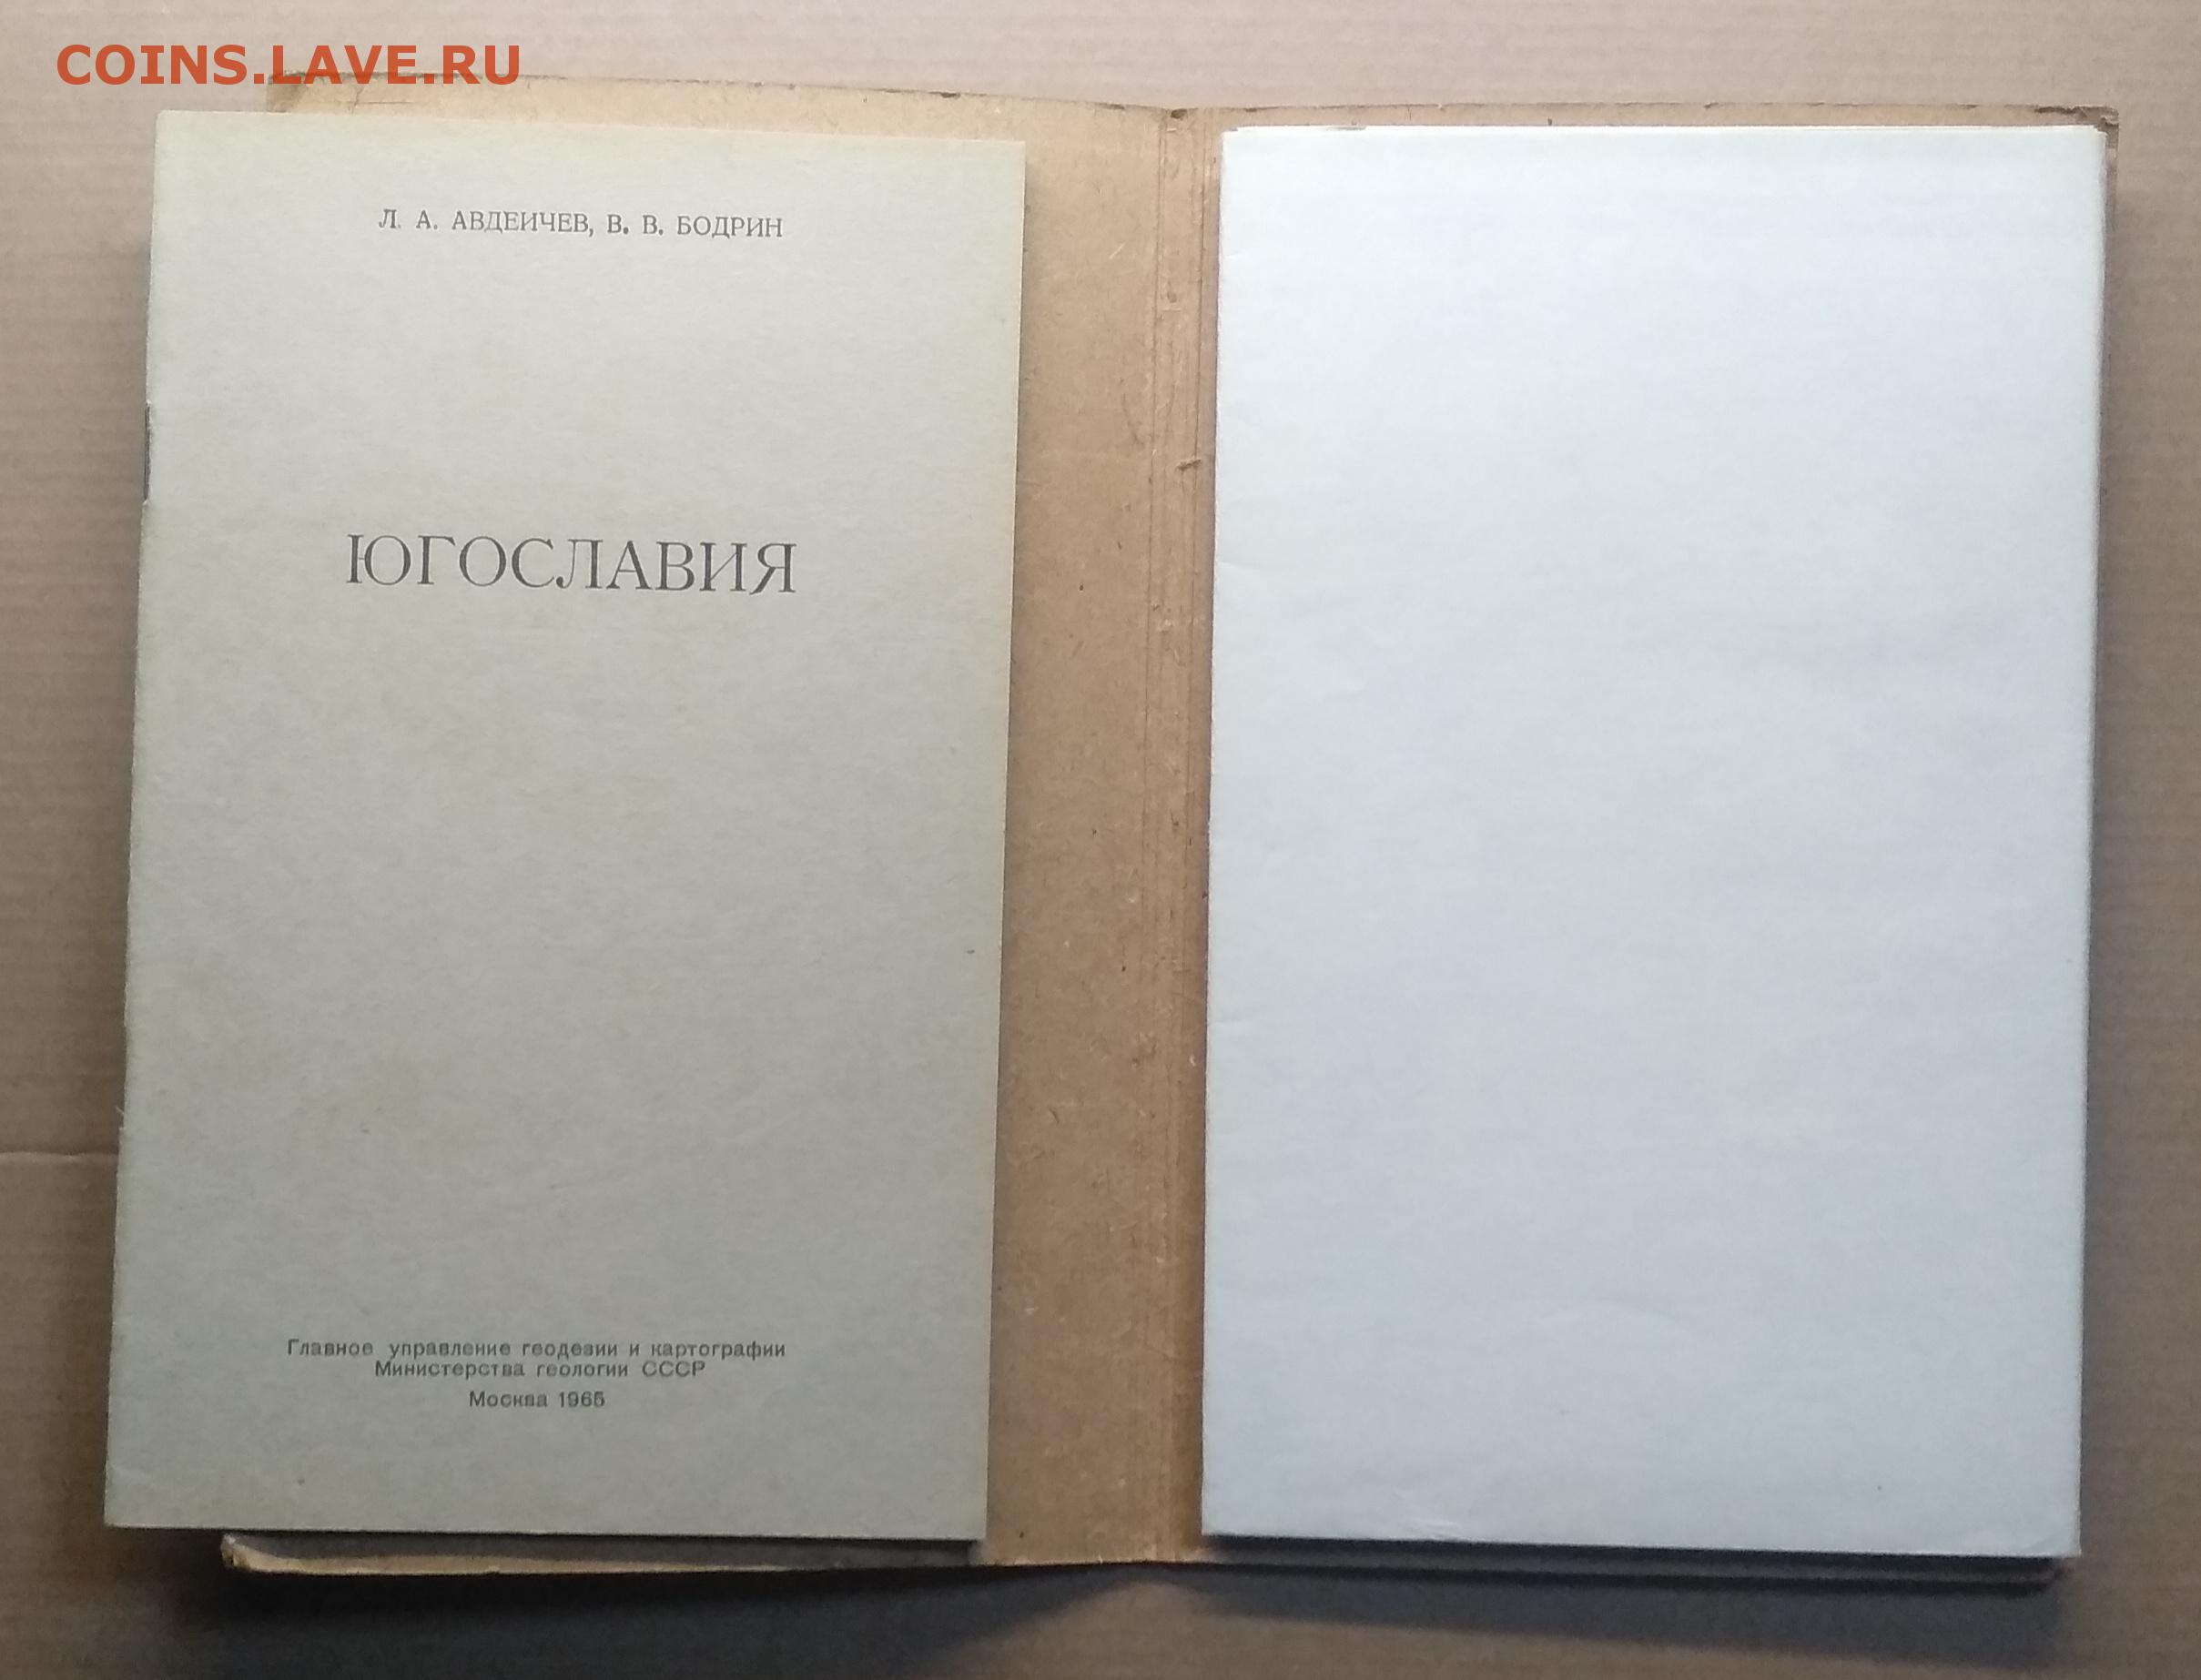 COINS.LAVE.RU
Л. А. АВДЕИЧЕВ, В. В. БОДРИН
ЮГОСЛАВИЯ
Главное управление геодезии и картографии
Министерства геологии СССР
Москва 1965